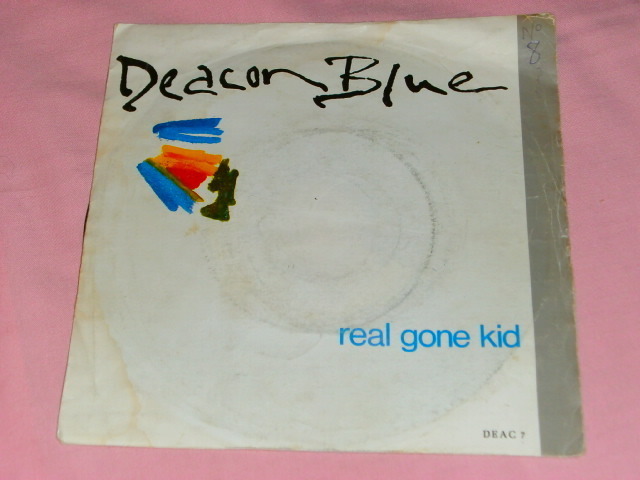 No
8
Deacon Blue
real gone kid
DEAC 7